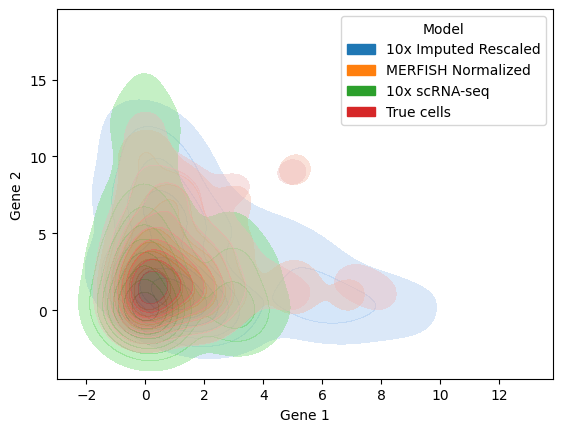 Model
10x Imputed Rescaled
MERFISH Normalized
10x scRNA-seq
True cells
15
10
5
0
Gene 2
−2
0
2
4
6
8
10
12
Gene 1